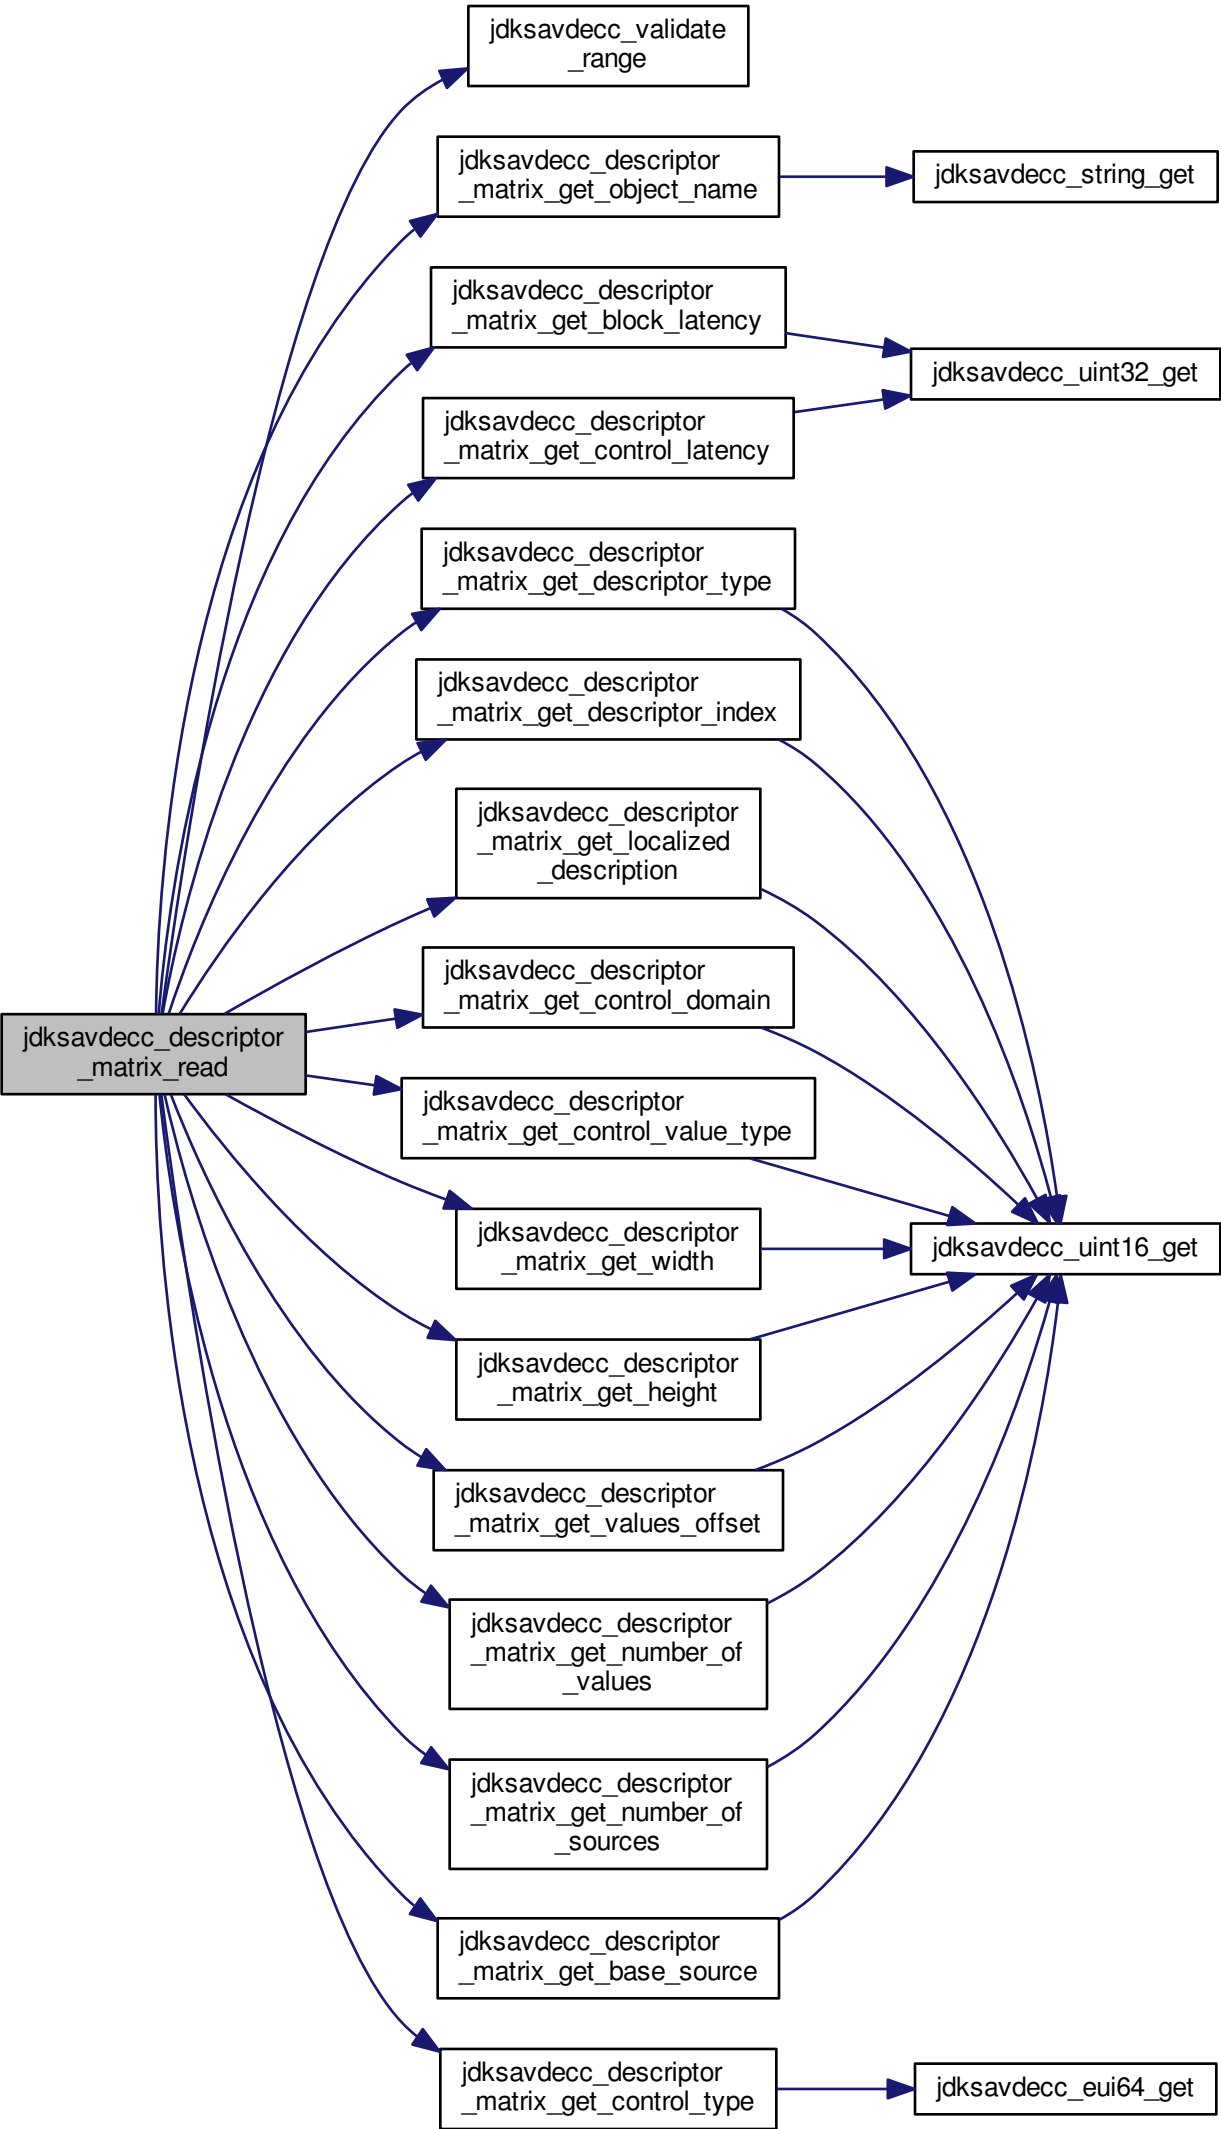 jdksavdecc_validate
_range
jdksavdecc_descriptor
_matrix_get_object_name
jdksavdecc_string_get
jdksavdecc_descriptor
_matrix_get_block_latency
jdksavdecc_uint32_get
jdksavdecc_descriptor
_matrix_get_control_latency
jdksavdecc_descriptor
_matrix_get_descriptor_type
jdksavdecc_descriptor
_matrix_get_descriptor_index
jdksavdecc_descriptor
_matrix_get_localized
_description
jdksavdecc_descriptor
_matrix_get_control_domain
jdksavdecc_descriptor
_matrix_read
jdksavdecc_descriptor
_matrix_get_control_value_type
jdksavdecc_descriptor
_matrix_get_width
jdksavdecc_uint16_get
jdksavdecc_descriptor
_matrix_get_height
jdksavdecc_descriptor
_matrix_get_values_offset
jdksavdecc_descriptor
_matrix_get_number_of
_values
jdksavdecc_descriptor
_matrix_get_number_of
_sources
jdksavdecc_descriptor
_matrix_get_base_source
jdksavdecc_descriptor
_matrix_get_control_type
jdksavdecc_eui64_get